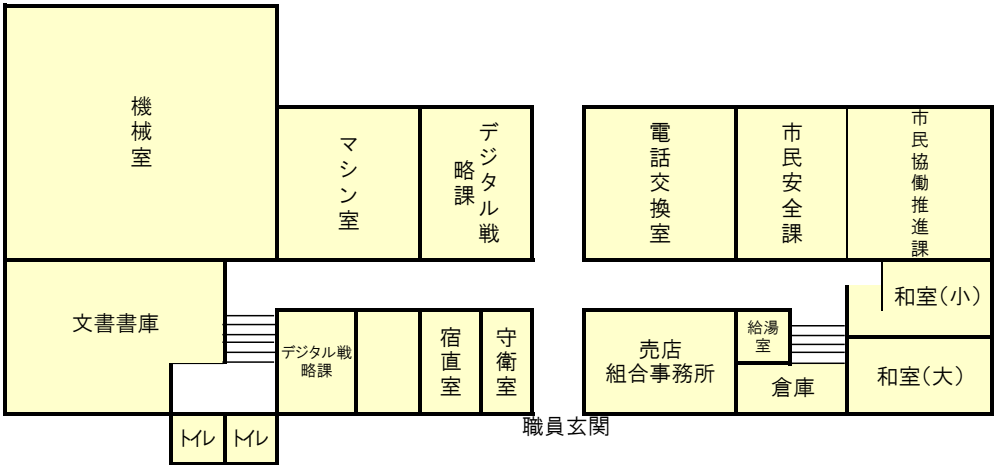 機械室
マシン室
デジタル戦
略課
電話交換室
市民安全課
市民協働推進課
文書書庫
デジタル戦
略課
宿直室
守衛室
売店
組合事務所
給湯
室
倉庫
和室(小)
和室(大)
トイレ
トイレ
職員玄関